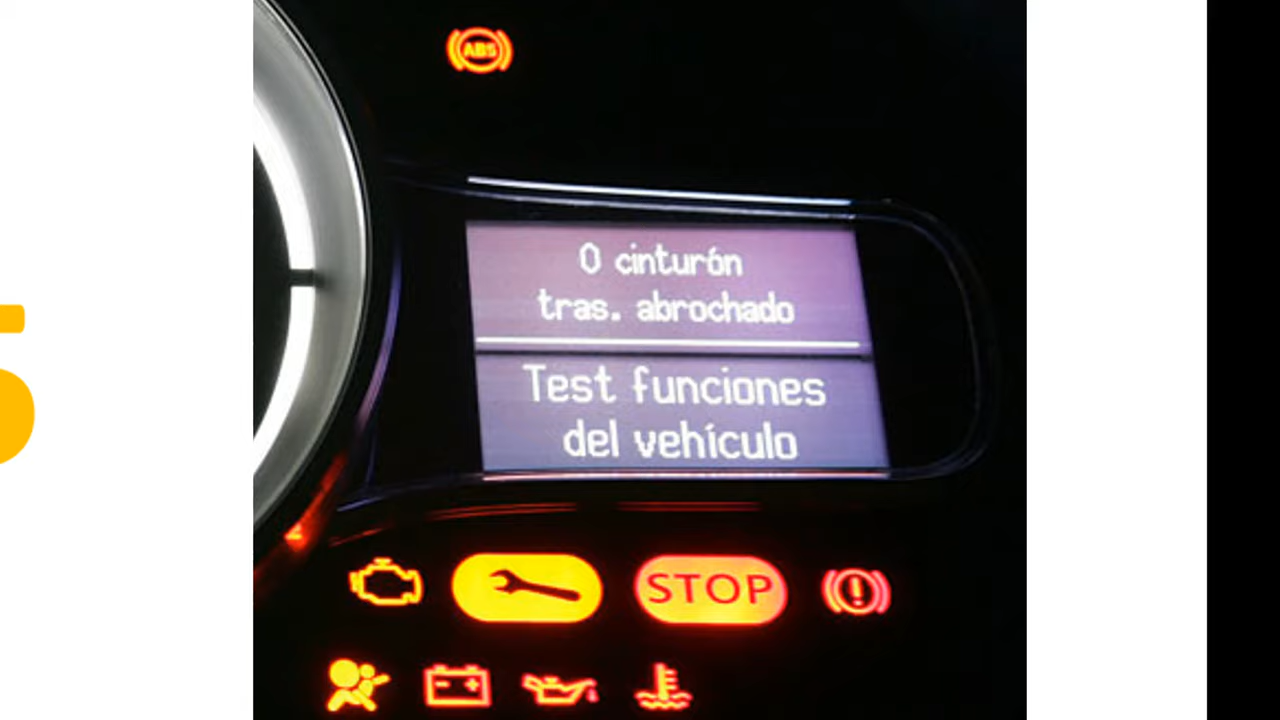 ABS
0 cinturón
tras. abrochado
Test funciones
del vehículo
STOP